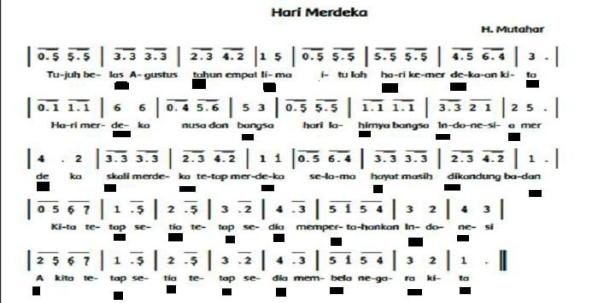 Hari Merdeka
H. Mutahar
| 0.5̣ 5̣.5̣ | 3.3 3.3 | 2.3 4.2 | 1 5 | 0.5̣ 5̣.5̣ | 5̣.5 5.5 | 4.5 6.4 | 3 . |
Tu-juh be- las A-gustus tahun empat li-ma i- tu lah ha-ri ke-mer de-ka-an ki- ta
| 0.1̇ 1̇.1̇ | 6 6 | 0.4 5.6 | 5 3 | 0.5 5.5 | 1̇.1̇ 1.1 | 3.3 2 1 | 2 5 . |
Ha-ri mer- de- ka nusa dan bangsa hari la- hirnya bangsa In-do-ne-si- a mer
| 4 . 2 | 3.3 3.3 | 2.3 4.2 | 1 1̇ | 0.5 6.4 | 3.3 3.3 | 2.3 4.2 | 1 . |
de ka skali merde- ka te-tap mer-de-ka se-la-ma hayat masih dikandung ba-dan
| 0 5̣ 6̣ 7̣ | 1 .5̣ | 2 .5̣ | 3 .2 | 4 .3 | 5 1̇ 5 4 | 3 2 | 4 3 |
Ki-ta te- tap se- tia te- tap se- dia memper- ta-hankan In- do- ne- si
| 2 5̣ 6̣ 7̣ | 1 .5̣ | 2 .5̣ | 3 .2 | 4 .3 | 5 1̇ 5 4 | 3 2 | 1 . ||
A kita te- tap se- tia te- tap se- dia mem- bela ne-ga- ra ki- ta